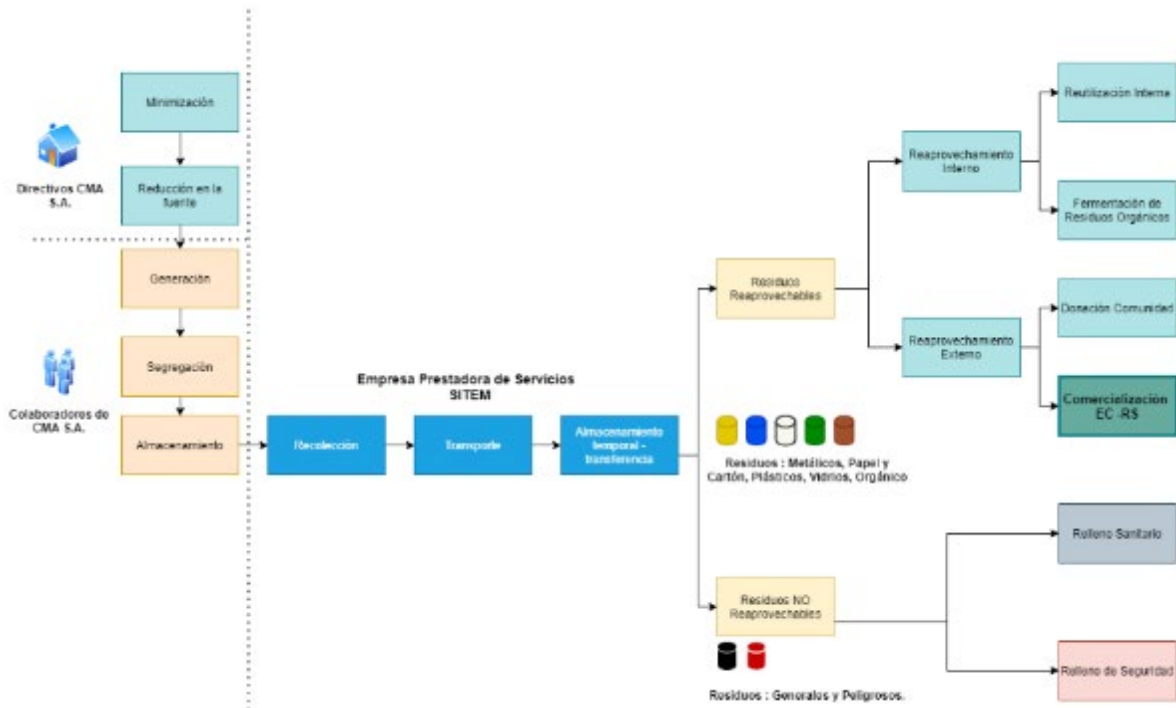 Minimización
Directivos CMA
S.A.
Reducción en la
fuente
Generación
Segregación
Colaboradores de
CMA S.A.
Almacenamiento
Empresa Prestadora de Servicios
SITEM
Recolección
Transporte
Almacenamiento
temporal -
transferencia
Residuos
Reaprovechables
Residuos : Metálicos, Papel y
Cartón, Plásticos, Vidrios, Orgánico
Residuos NO
Reaprovechables
Residuos : Generales y Peligrosos.
Reaprovechamiento
Interno
Reaprovechamiento
Externo
Reutilización Interna
Fermentación de
Residuos Orgánicos
Donación Comunidad
Comercialización
EC -RS
Relleno Sanitario
Relleno de Seguridad